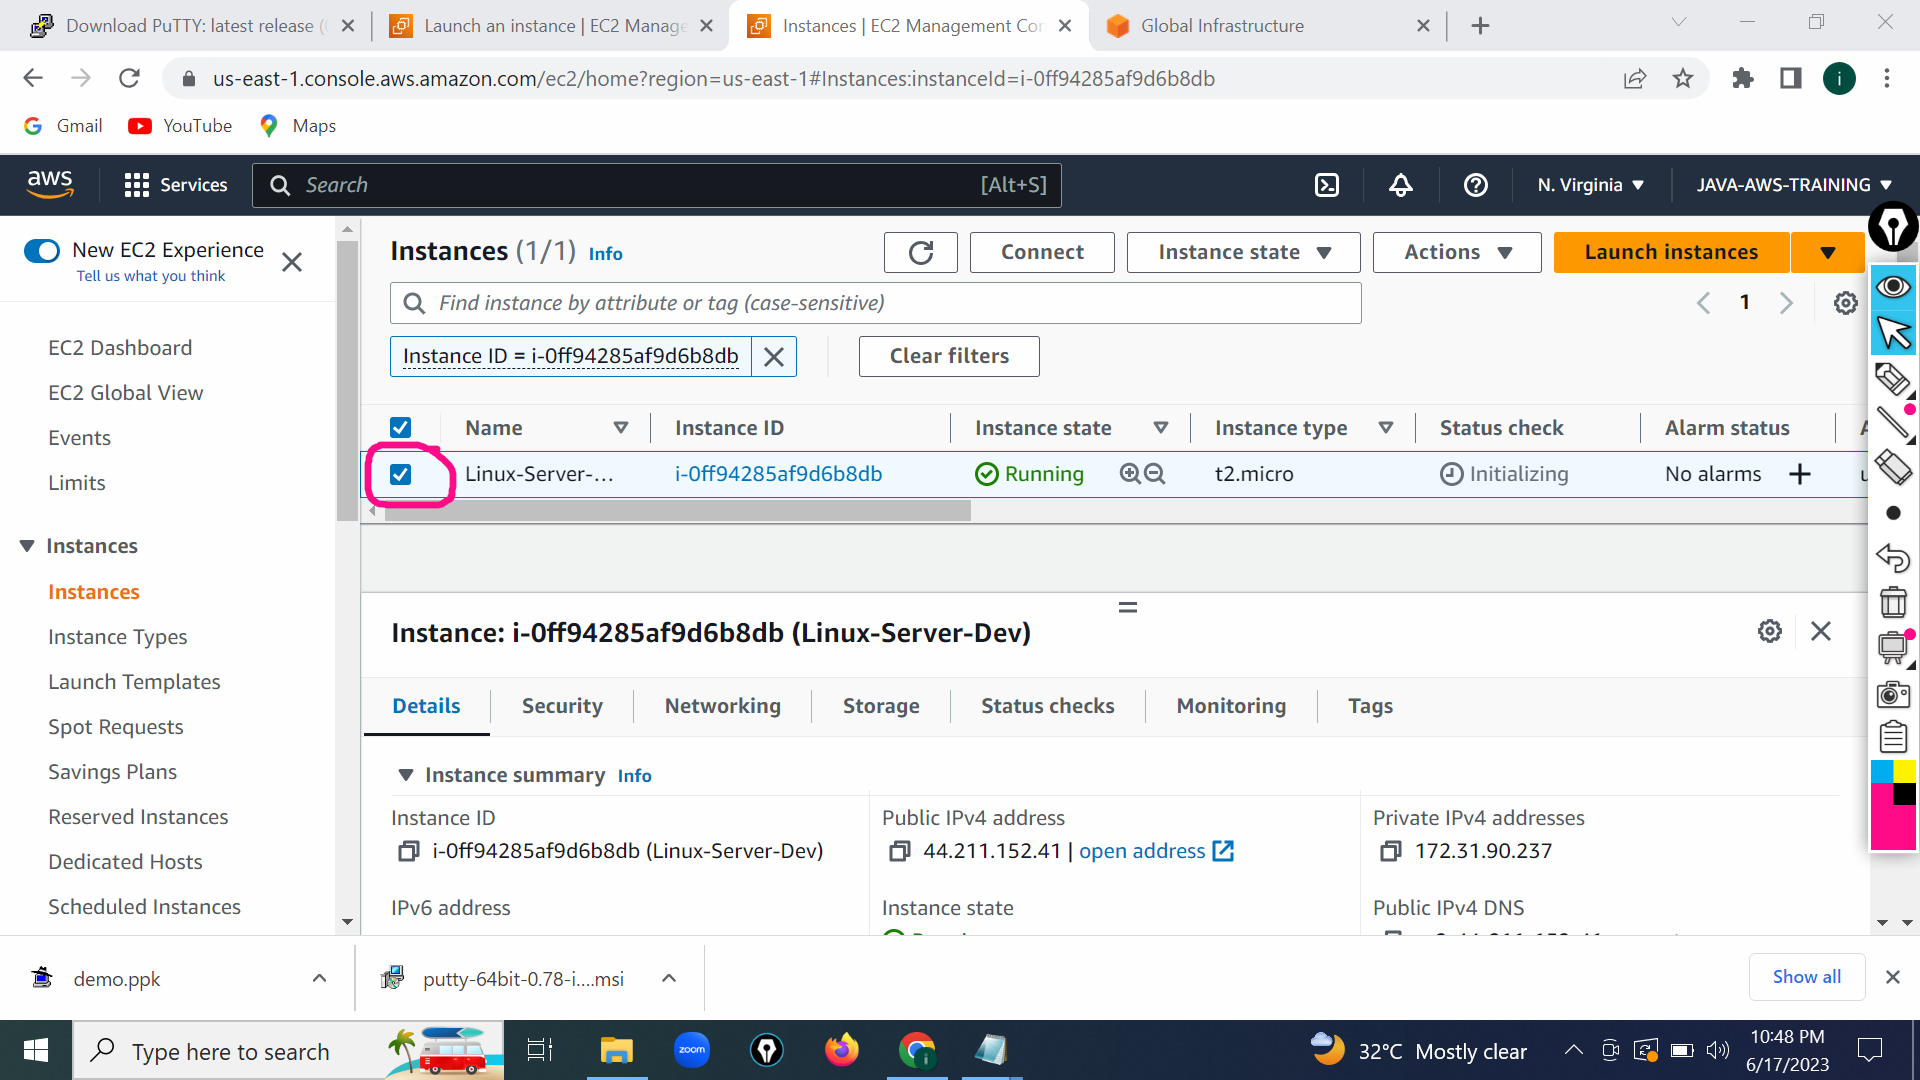 Download PuTTY: latest release (
Launch an instance | EC2 Manage
Instances | EC2 Management Con
Global Infrastructure
us-east-1.console.aws.amazon.com/ec2/home?region=us-east-1#Instances:instanceId=i-0ff94285af9d6b8db
i
Gmail
YouTube
Maps
aws
Services
Search
[Alt+S]
N. Virginia
JAVA-AWS-TRAINING
New EC2 Experience
Tell us what you think
EC2 Dashboard
EC2 Global View
Events
Limits
Instances
Instances
Instance Types
Launch Templates
Spot Requests
Savings Plans
Reserved Instances
Dedicated Hosts
Scheduled Instances
Instances (1/1) Info
Connect
Instance state
Actions
Launch instances
Find instance by attribute or tag (case-sensitive)
1
Instance ID = i-0ff94285af9d6b8db
Clear filters
Name
Instance ID
Instance state
Instance type
Status check
Alarm status
Linux-Server-...
i-0ff94285af9d6b8db
Running
t2.micro
Initializing
No alarms
Instance: i-0ff94285af9d6b8db (Linux-Server-Dev)
Details
Security
Networking
Storage
Status checks
Monitoring
Tags
Instance summary Info
Instance ID
i-0ff94285af9d6b8db (Linux-Server-Dev)
Public IPv4 address
44.211.152.41 | open address
Private IPv4 addresses
172.31.90.237
IPv6 address
Instance state
Public IPv4 DNS
demo.ppk
putty-64bit-0.78-i....msi
Show all
Type here to search
zoom
32°C Mostly clear
10:48 PM
6/17/2023